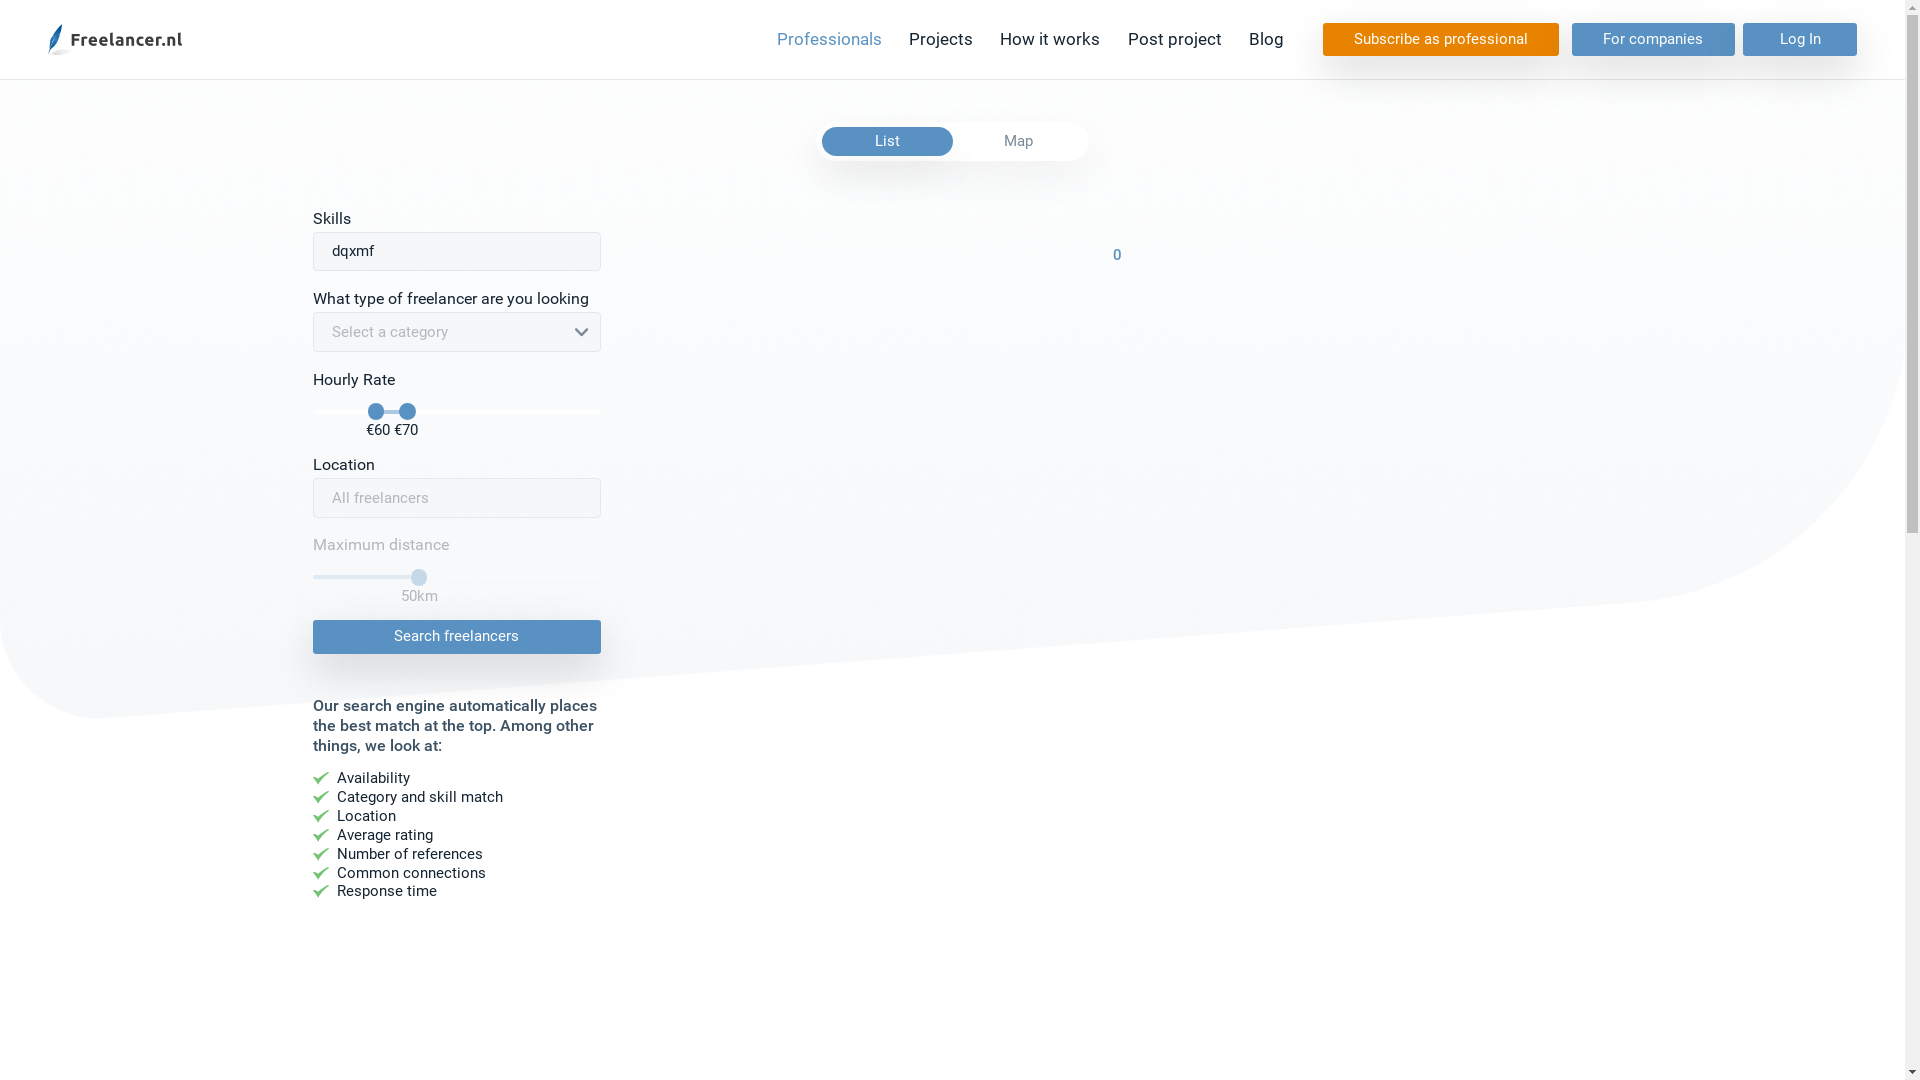 Freelancer.nl
Professionals
Projects
How it works
Post project
Blog
Subscribe as professional
For companies
Log In
List
Map
Skills
dqxmf
0
What type of freelancer are you looking
Select a category
Hourly Rate
€60 €70
Location
All freelancers
Maximum distance
50km
Search freelancers
Our search engine automatically places
the best match at the top. Among other
things, we look at:
Availability
Category and skill match
Location
Average rating
Number of references
Common connections
Response time